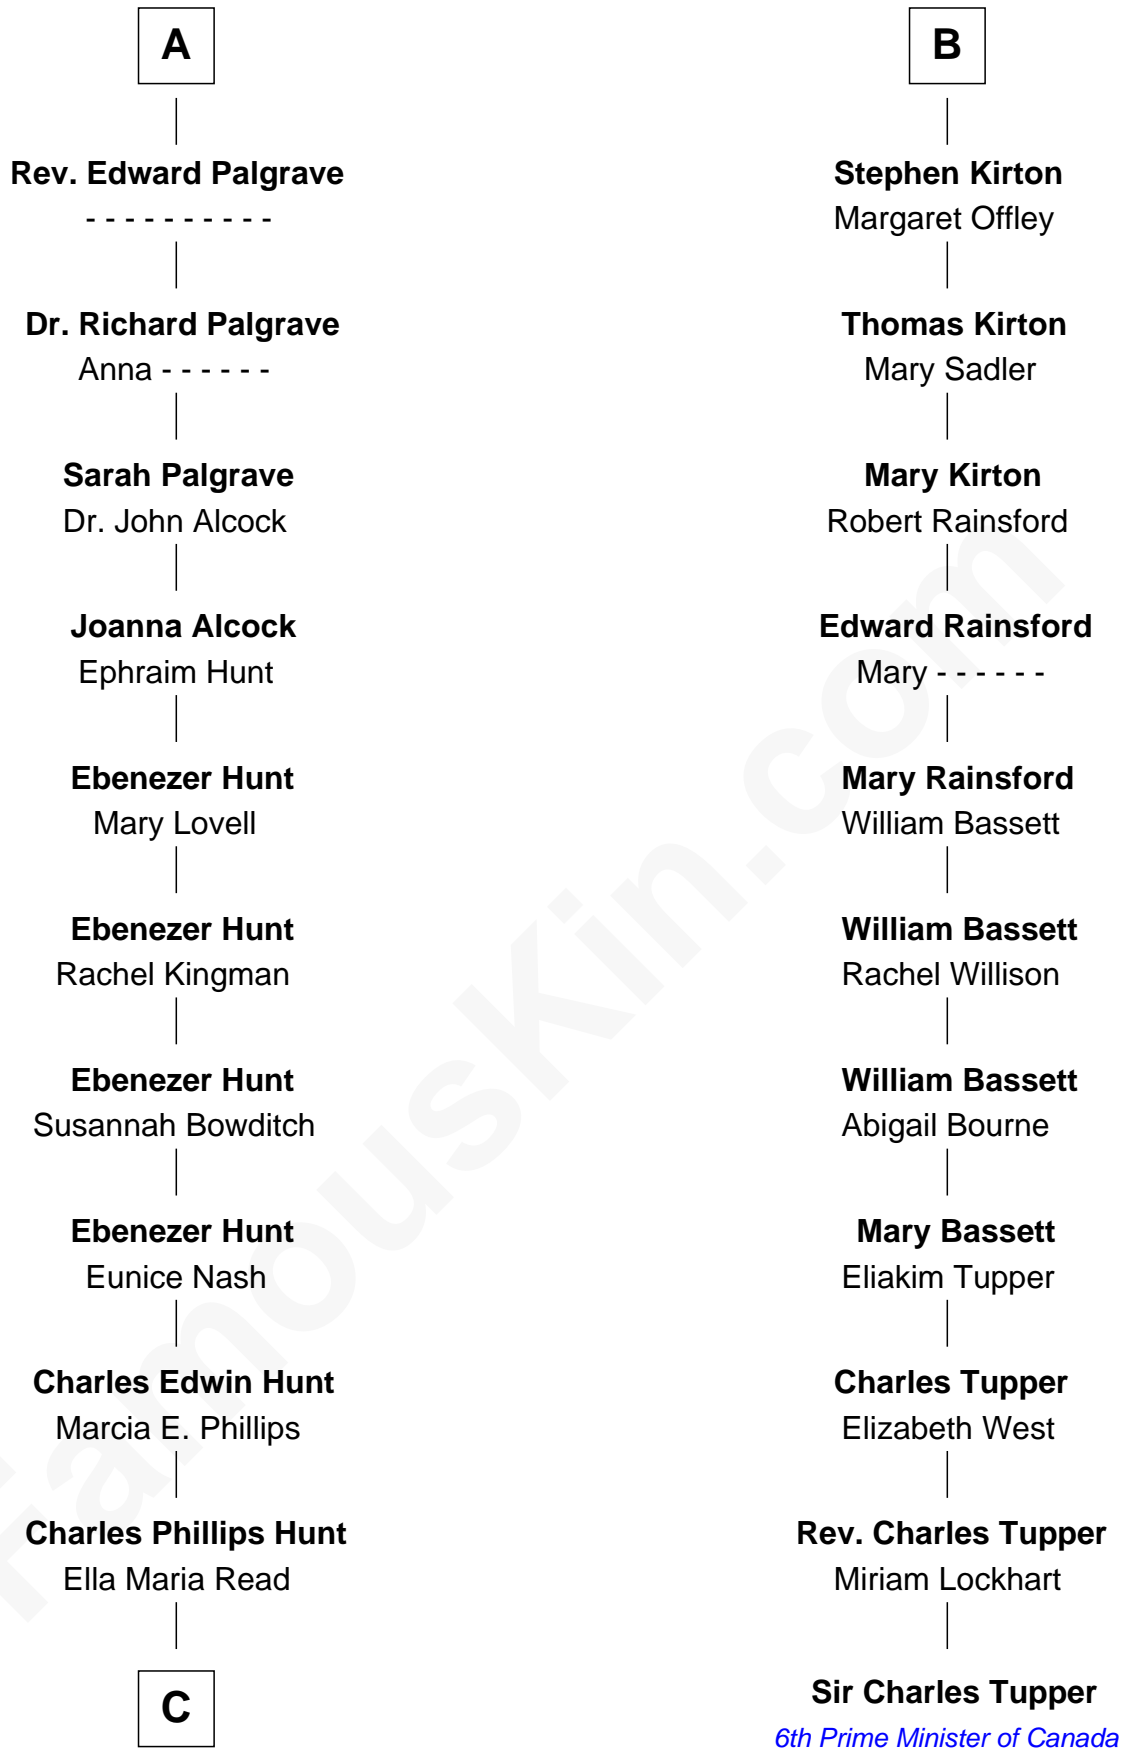 A
Rev. Edward Palgrave
- - - - - - - - - -
Dr. Richard Palgrave
Anna - - - - - -
Sarah Palgrave
Dr. John Alcock
Joanna Alcock
Ephraim Hunt
Ebenezer Hunt
Mary Lovell
Ebenezer Hunt
Rachel Kingman
Ebenezer Hunt
Susannah Bowditch
Ebenezer Hunt
Eunice Nash
Charles Edwin Hunt
Marcia E. Phillips
Charles Phillips Hunt
Ella Maria Read
C
B
Stephen Kirton
Margaret Offley
Thomas Kirton
Mary Sadler
Mary Kirton
Robert Rainsford
Edward Rainsford
Mary - - - - - -
Mary Rainsford
William Bassett
William Bassett
Rachel Willison
William Bassett
Abigail Bourne
Mary Bassett
Eliakim Tupper
Charles Tupper
Elizabeth West
Rev. Charles Tupper
Miriam Lockhart
Sir Charles Tupper
6th Prime Minister of Canada
FamousKin.com